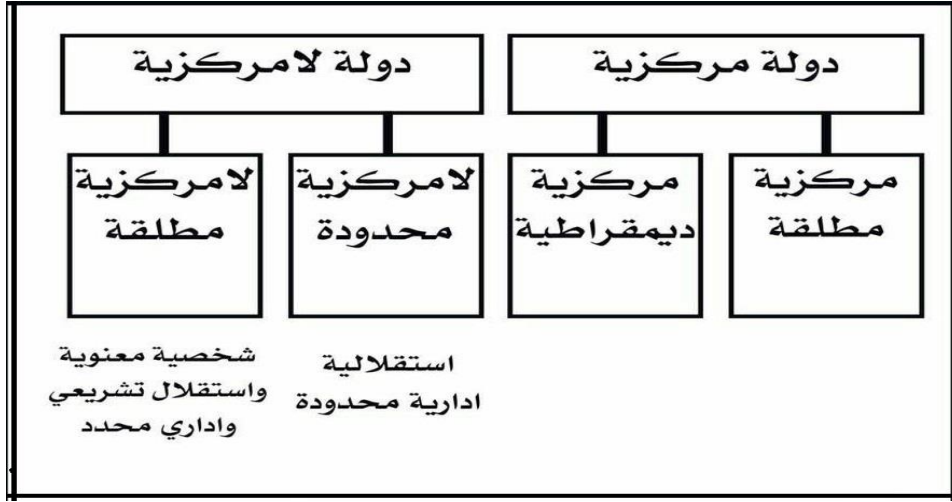 دولة مركزية
دولة لامركزية
مركزية
مطلقة
مركزية
ديمقراطية
لامركزية
محدودة
لامركزية
مطلقة
استقلالية
ادارية محدودة
شخصية معنوية
واستقلال تشريعي
واداري محدد